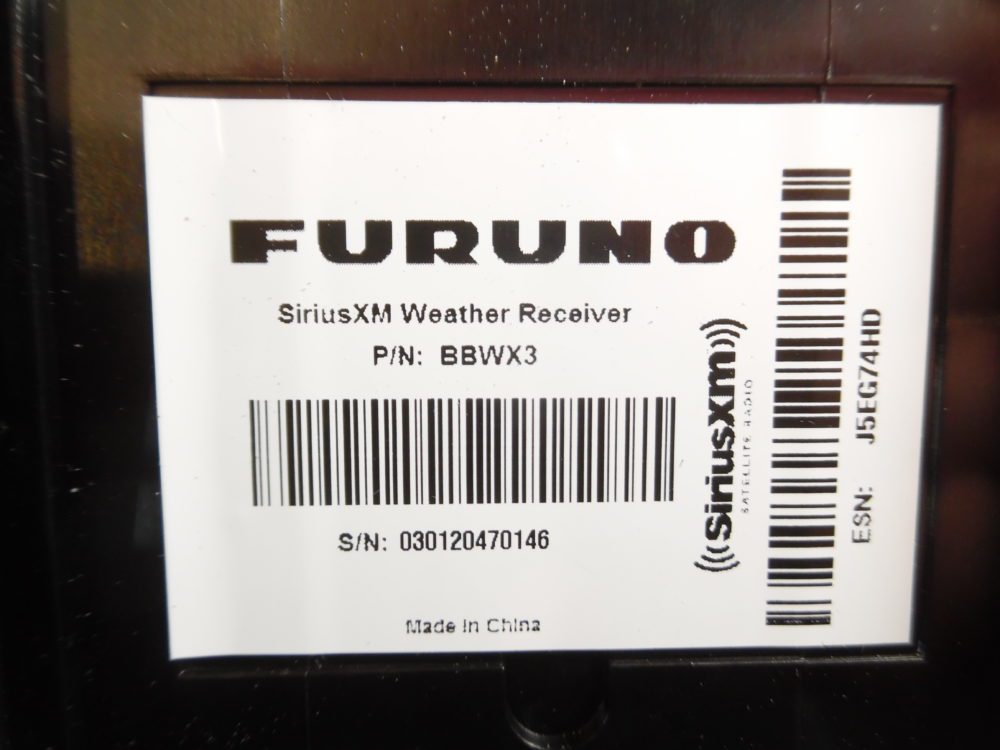 FURUNO
SiriusXM Weather Receiver
P/N: BBWX3
S/N: 030120470146
Made in China
SiriusXM
SATELLITE RADIO
ESN: J5EG74HD